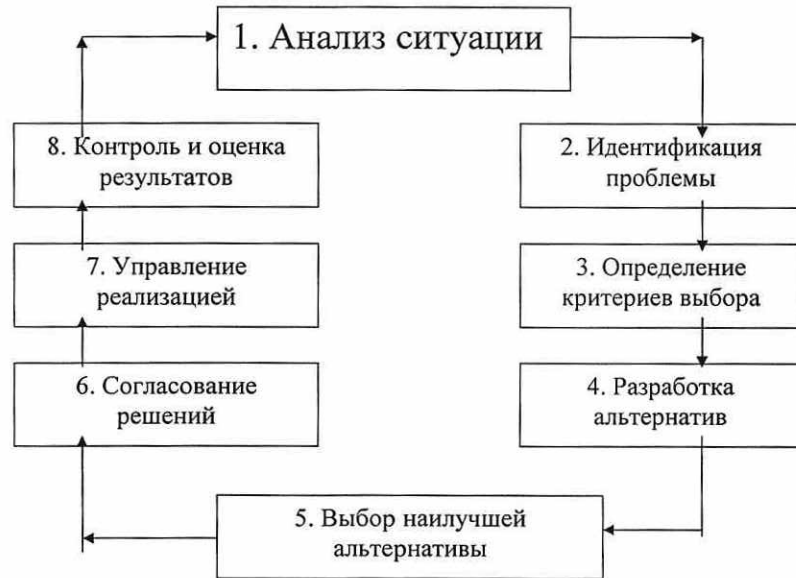 1. Анализ ситуации
2. Идентификация
проблемы
3. Определение
критериев выбора
4. Разработка
альтернатив
5. Выбор наилучшей
альтернативы
6. Согласование
решений
7. Управление
реализацией
8. Контроль и оценка
результатов